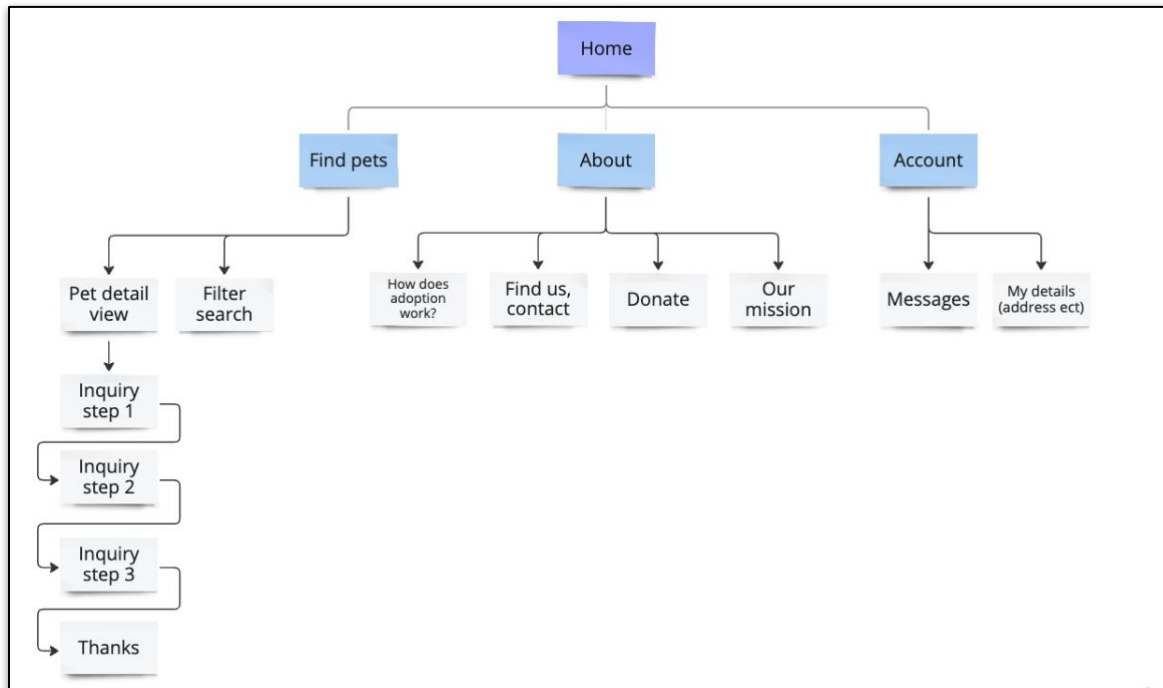 Home
Find pets
About
Account
Pet detail
view
Filter
search
How does
adoption
work?
Find us,
contact
Donate
Our
mission
Messages
My details
(address ect)
Inquiry
step 1
Inquiry
step 2
Inquiry
step 3
Thanks